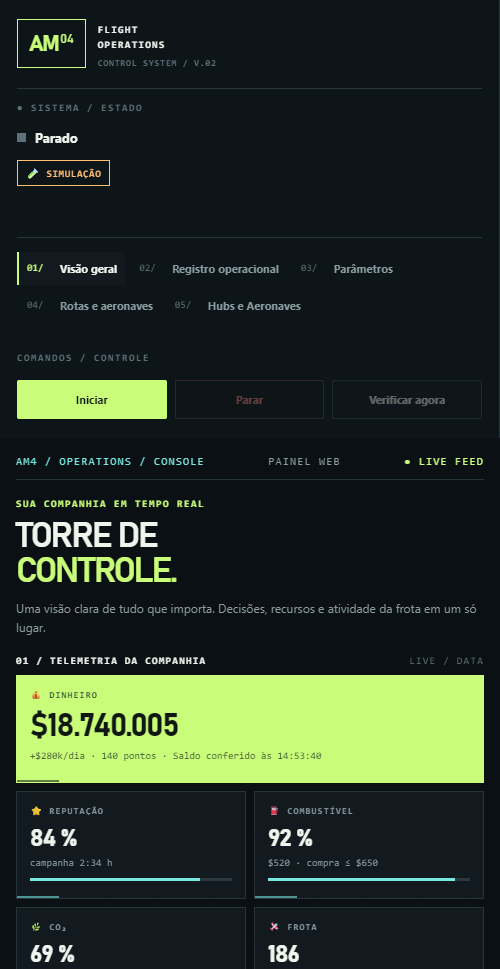 AM04
FLIGHT
OPERATIONS
CONTROL SYSTEM / V.02
● SISTEMA / ESTADO
Parado
SIMULAÇÃO
01/ Visão geral 02/ Registro operacional 03/ Parâmetros
04/ Rotas e aeronaves 05/ Hubs e Aeronaves
COMANDOS / CONTROLE
Iniciar Parar Verificar agora
AM4 / OPERATIONS / CONSOLE PAINEL WEB ● LIVE FEED
SUA COMPANHIA EM TEMPO REAL
TORRE DE
CONTROLE.
Uma visão clara de tudo que importa. Decisões, recursos e atividade da frota em um só
lugar.
01 / TELEMETRIA DA COMPANHIA LIVE / DATA
DINHEIRO
$18.740.005
+$280k/dia · 140 pontos · Saldo conferido às 14:53:40
REPUTAÇÃO
84 %
campanha 2:34 h
COMBUSTÍVEL
92 %
$520 · compra ≤ $650
CO₂
69 %
FROTA
186